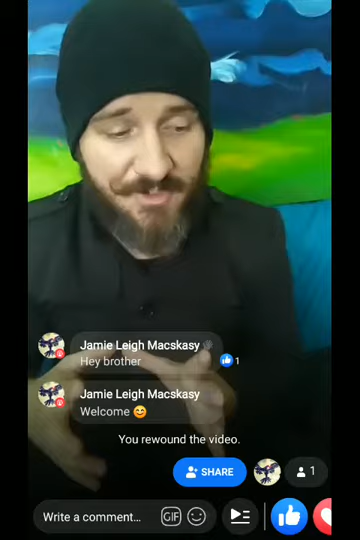 Jamie Leigh Macskasy
Hey brother
1
Jamie Leigh Macskasy
Welcome 😊
You rewound the video.
SHARE
1
Write a comment...
GIF